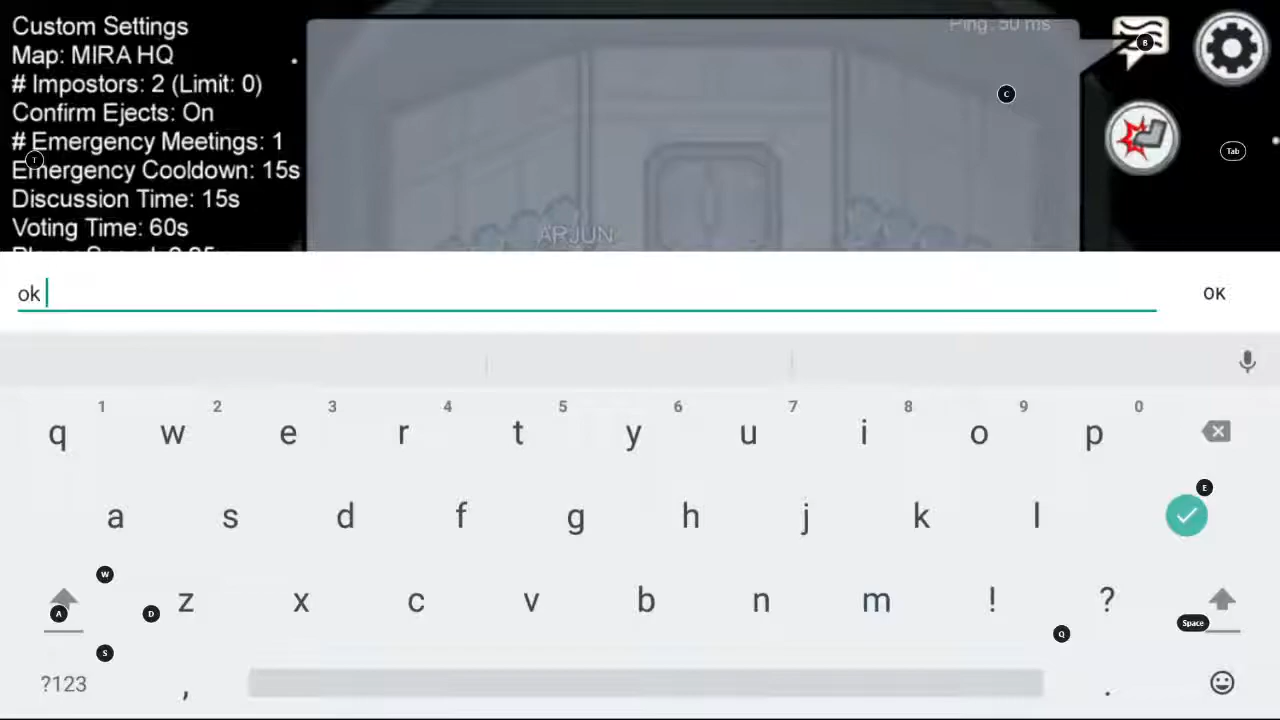 Custom Settings
Map: MIRA HQ
# Impostors: 2 (Limit: 0)
Confirm Ejects: On
# Emergency Meetings: 1
Emergency Cooldown: 15s
Discussion Time: 15s
Voting Time: 60s
Ping: 50 ms
B
C
T
Tab
ARJUN
ok
OK
1 2 3 4 5 6 7 8 9 0
q w e r t y u i o p
a s d f g h j k l
E
W
A
D
S
z x c v b n m ! ?
Q
Space
?123 , .